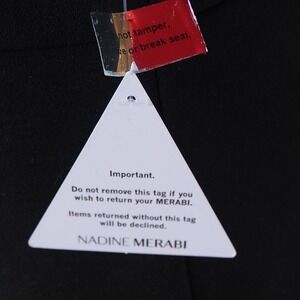 not tamper.
or break seal.
Important.
Do not remove this tag if you
wish to return your MERABI.
Items returned without this tag
will be declined.
NADINE MERABI